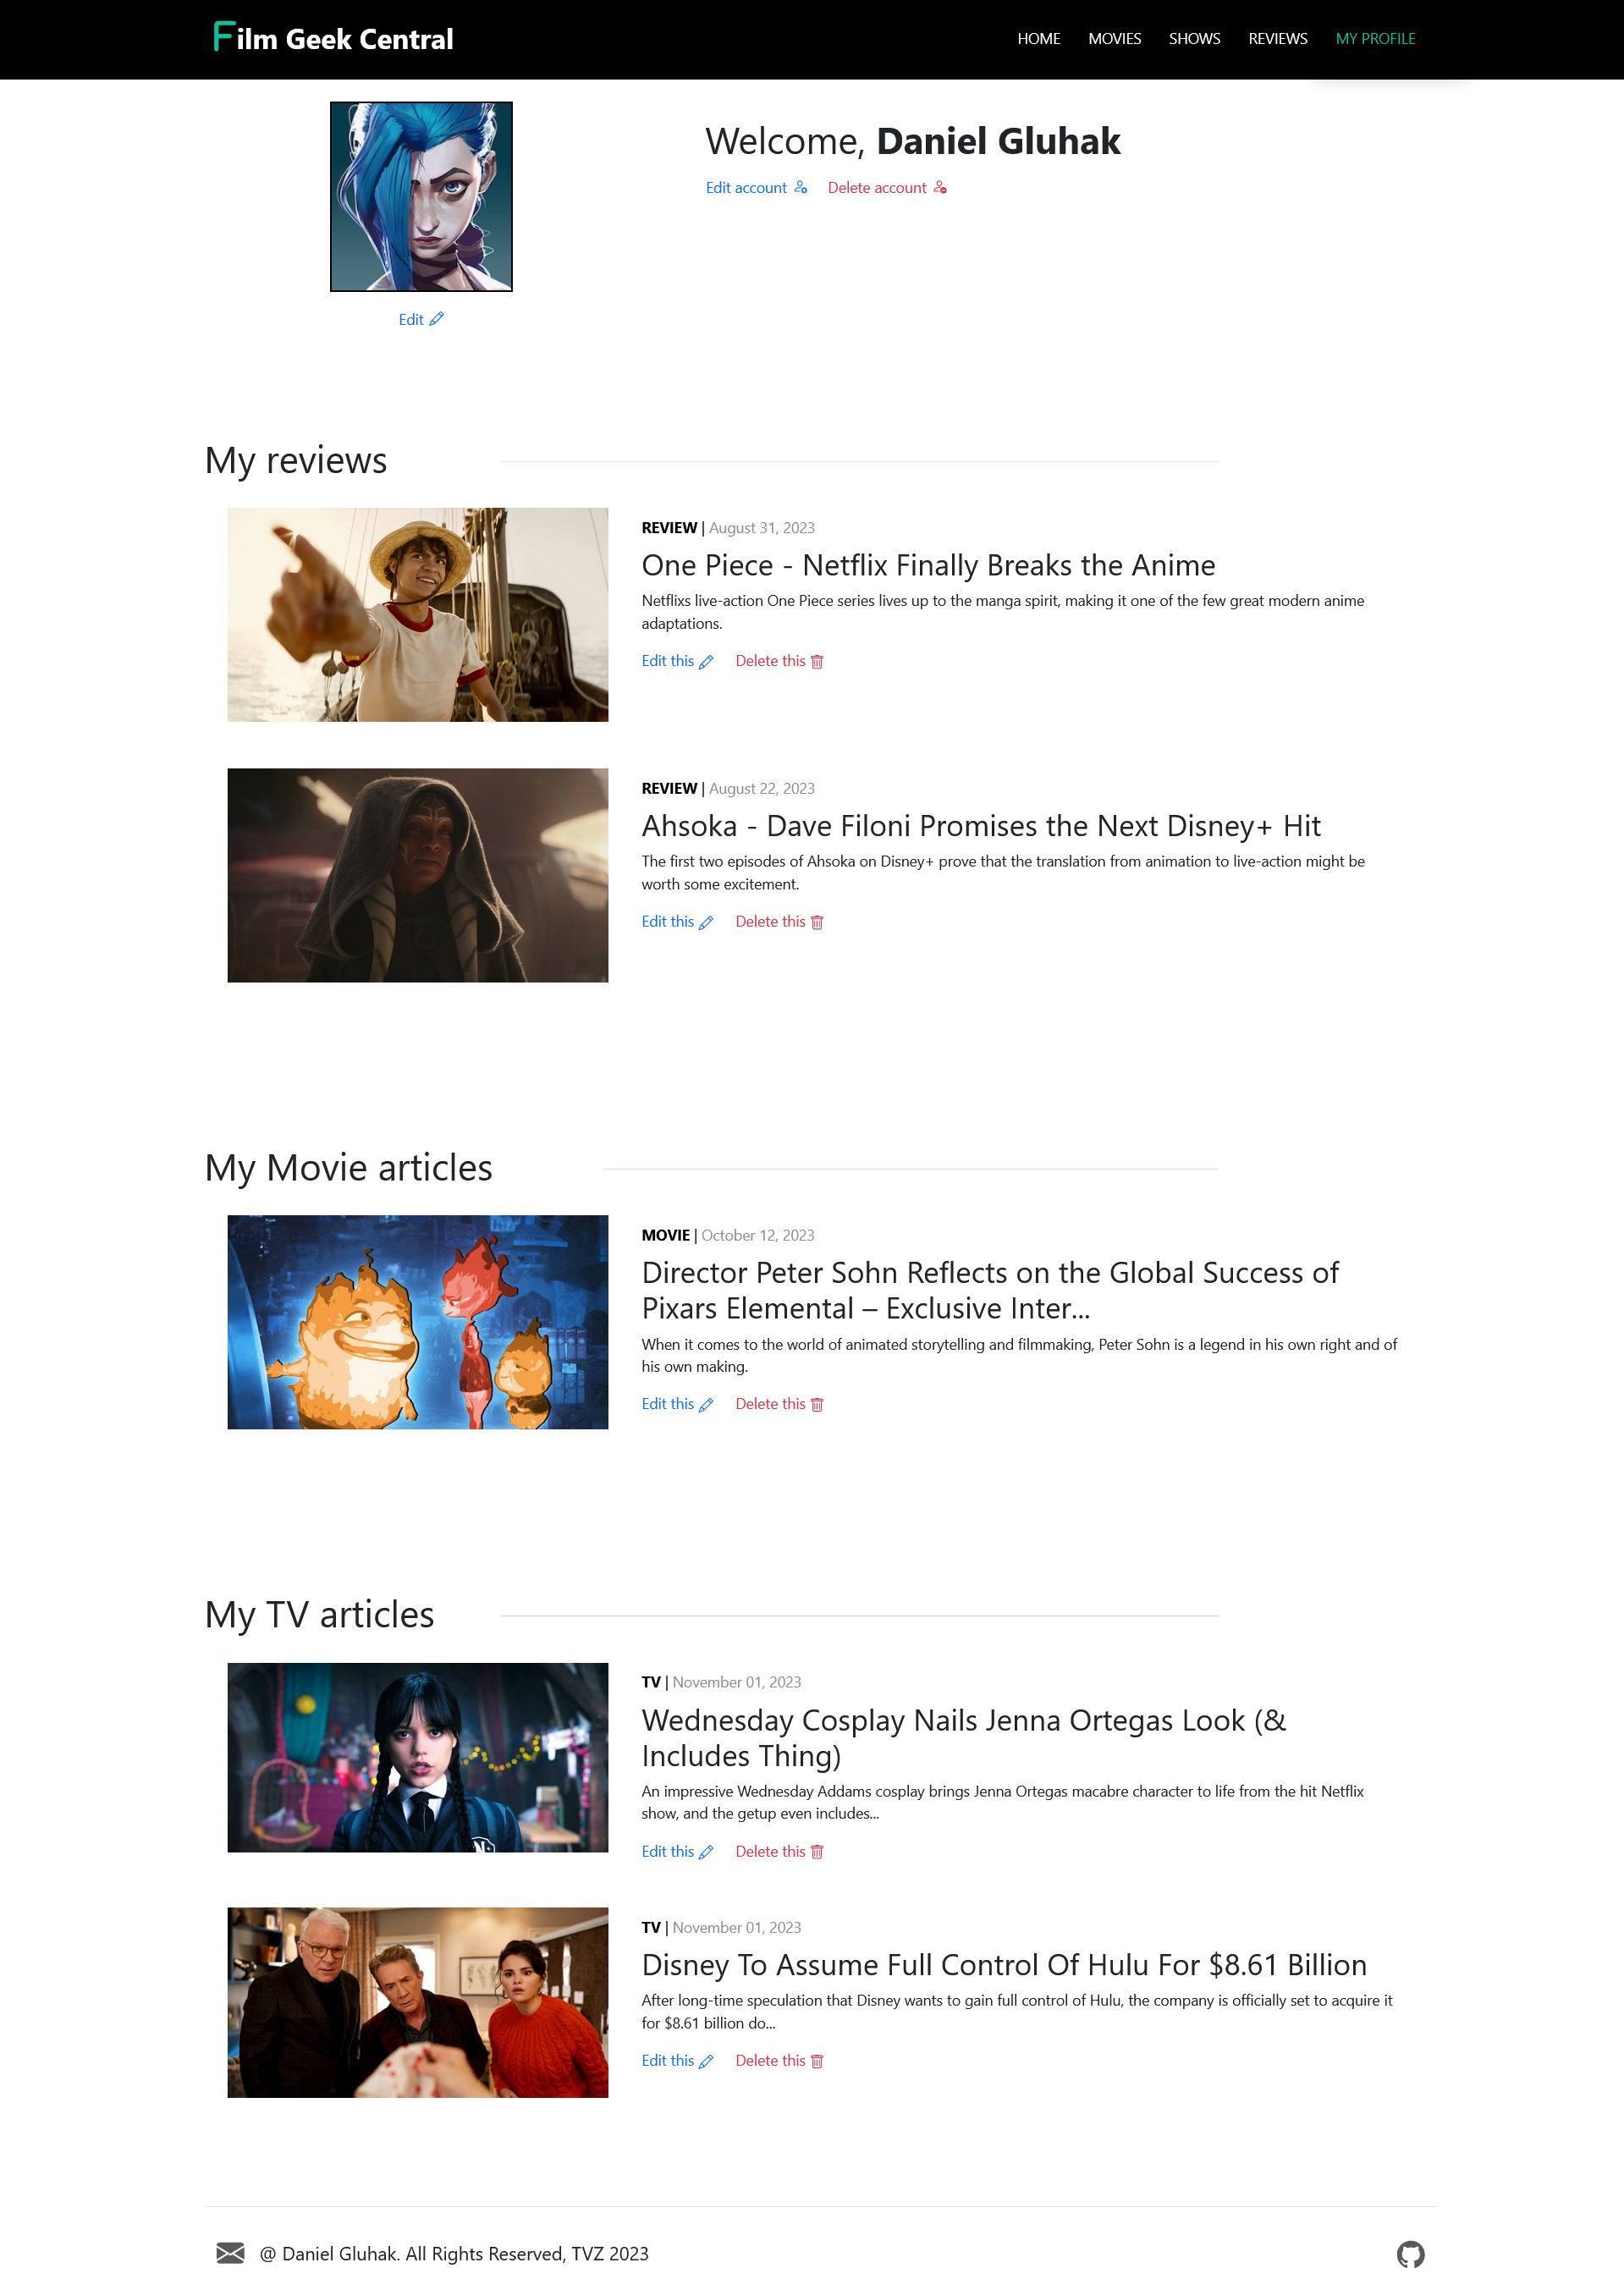 Film Geek Central
HOME MOVIES SHOWS REVIEWS MY PROFILE
Welcome, Daniel Gluhak
Edit account Delete account
Edit
My reviews
REVIEW | August 31, 2023
One Piece - Netflix Finally Breaks the Anime
Netflixs live-action One Piece series lives up to the manga spirit, making it one of the few great modern anime
adaptations.
Edit this Delete this
REVIEW | August 22, 2023
Ahsoka - Dave Filoni Promises the Next Disney+ Hit
The first two episodes of Ahsoka on Disney+ prove that the translation from animation to live-action might be
worth some excitement.
Edit this Delete this
My Movie articles
MOVIE | October 12, 2023
Director Peter Sohn Reflects on the Global Success of
Pixars Elemental – Exclusive Inter...
When it comes to the world of animated storytelling and filmmaking, Peter Sohn is a legend in his own right and of
his own making.
Edit this Delete this
My TV articles
TV | November 01, 2023
Wednesday Cosplay Nails Jenna Ortegas Look (&
Includes Thing)
An impressive Wednesday Addams cosplay brings Jenna Ortegas macabre character to life from the hit Netflix
show, and the getup even includes...
Edit this Delete this
TV | November 01, 2023
Disney To Assume Full Control Of Hulu For $8.61 Billion
After long-time speculation that Disney wants to gain full control of Hulu, the company is officially set to acquire it
for $8.61 billion do...
Edit this Delete this
@ Daniel Gluhak. All Rights Reserved, TVZ 2023